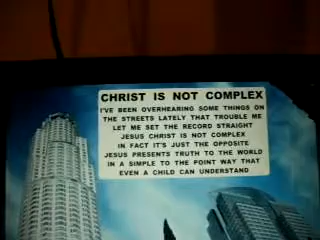 CHRIST IS NOT COMPLEX
I'VE BEEN OVERHEARING SOME THINGS ON
THE STREETS LATELY THAT TROUBLE ME
LET ME SET THE RECORD STRAIGHT
JESUS CHRIST IS NOT COMPLEX
IN FACT IT'S JUST THE OPPOSITE
JESUS PRESENTS TRUTH TO THE WORLD
IN A SIMPLE TO THE POINT WAY THAT
EVEN A CHILD CAN UNDERSTAND